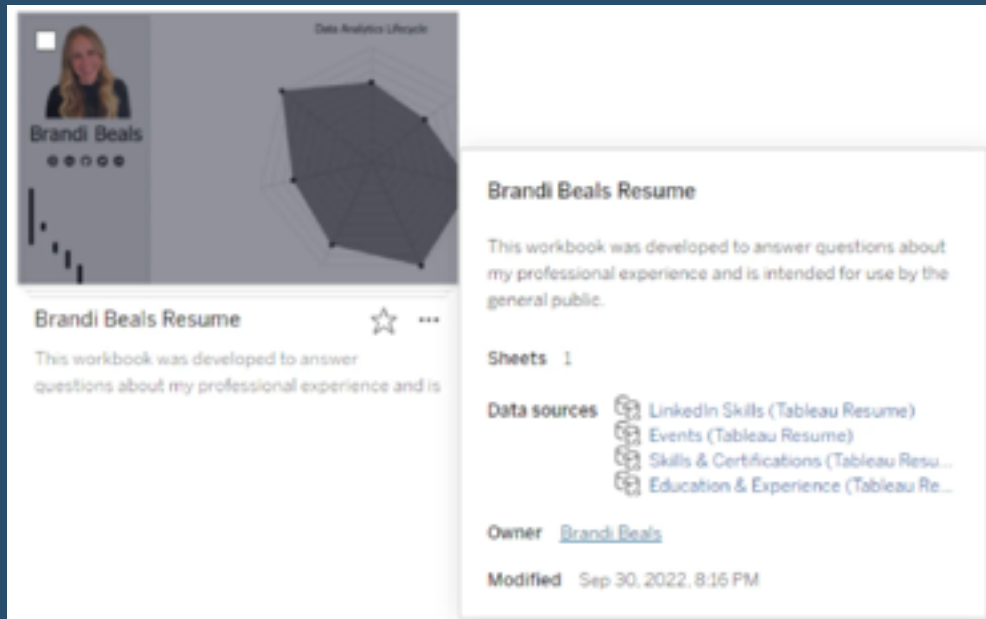 Data Analytics Lifecycle
Brandi Beals
Brandi Beals Resume
This workbook was developed to answer
questions about my professional experience and is
Brandi Beals Resume
This workbook was developed to answer questions about
my professional experience and is intended for use by the
general public.
Sheets 1
Data sources LinkedIn Skills (Tableau Resume)
Events (Tableau Resume)
Skills & Certifications (Tableau Resu...
Education & Experience (Tableau Re...
Owner Brandi Beals
Modified Sep 30, 2022, 8:16 PM